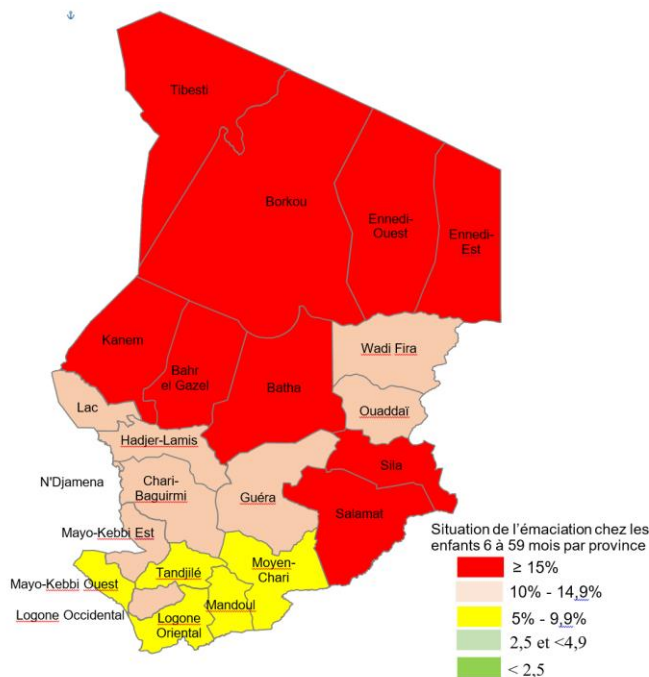 Tibesti
Borkou
Ennedi-
Ouest
Ennedi-
Est
Kanem
Bahr
el Gazel
Batha
Wadi Fira
Lac
Ouaddaï
Hadjer-Lamis
Sila
N'Djamena
Chari-
Baguirmi
Guéra
Salamat
Mayo-Kebbi Est
Moyen-
Chari
Tandjilé
Mayo-Kebbi Ouest
Mandoul
Logone Occidental
Logone
Oriental
Situation de l'émaciation chez les
enfants 6 à 59 mois par province
≥ 15%
10% - 14,9%
5% - 9,9%
2,5 et <4,9
< 2,5